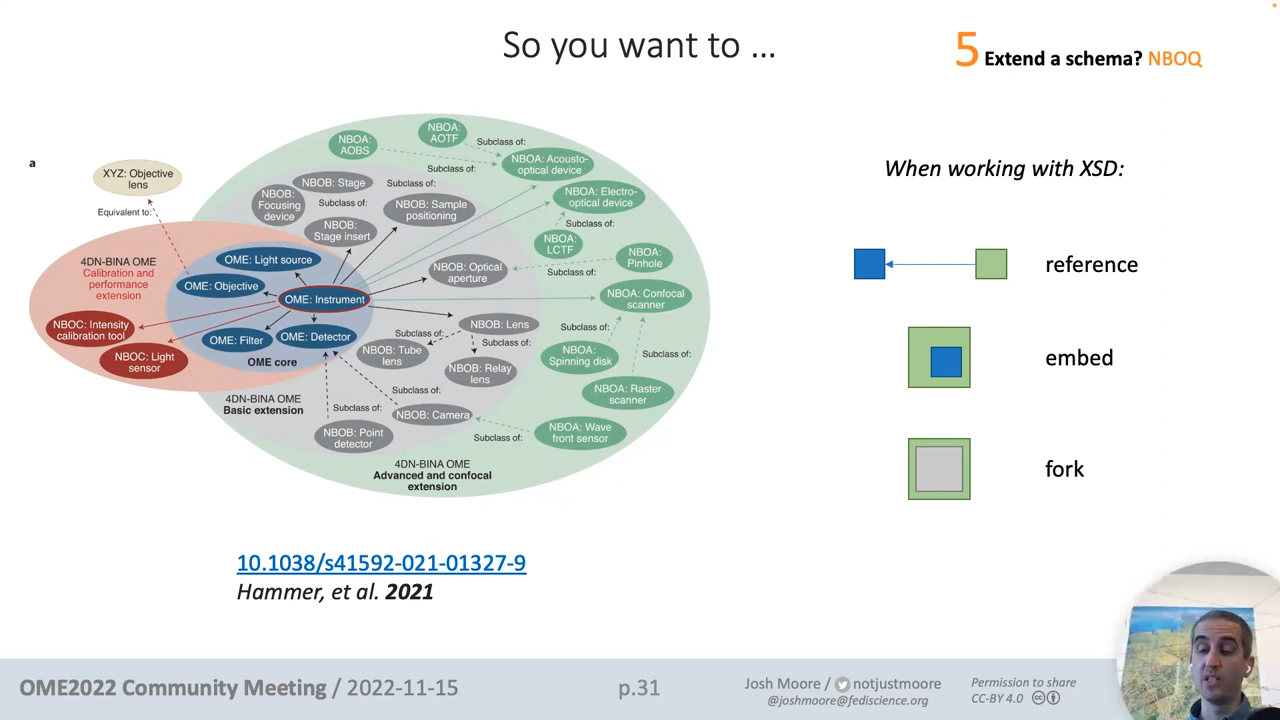 So you want to ...
5 Extend a schema? NBOQ
a
XYZ: Objective
lens
Equivalent to:
4DN-BINA OME
Calibration and
performance
extension
NBOC: Intensity
calibration tool
NBOC: Light
sensor
OME: Light source
OME: Objective
OME: Instrument
OME: Filter
OME: Detector
OME core
4DN-BINA OME
Basic extension
NBOB: Stage
NBOB:
Focusing
device
Subclass of:
NBOB:
Stage insert
Subclass of:
NBOB: Sample
positioning
NBOB: Optical
aperture
NBOB: Lens
Subclass of:
Subclass of:
NBOB: Tube
lens
NBOB: Relay
lens
Subclass of:
NBOB: Camera
Subclass of:
NBOB: Point
detector
NBOA:
AOBS
NBOA:
AOTF
Subclass of:
Subclass of:
NBOA: Acousto-
optical device
NBOA: Electro-
optical device
Subclass of:
NBOA:
LCTF
NBOA:
Pinhole
Subclass of:
NBOA: Confocal
scanner
Subclass of:
NBOA:
Spinning disk
Subclass of:
NBOA: Raster
scanner
NBOA: Wave
front sensor
Subclass of:
4DN-BINA OME
Advanced and confocal
extension
When working with XSD:
reference
embed
fork
10.1038/s41592-021-01327-9
Hammer, et al. 2021
OME2022 Community Meeting / 2022-11-15
p.31
Josh Moore / notjustmoore
@joshmoore@fediscience.org
Permission to share
CC-BY 4.0